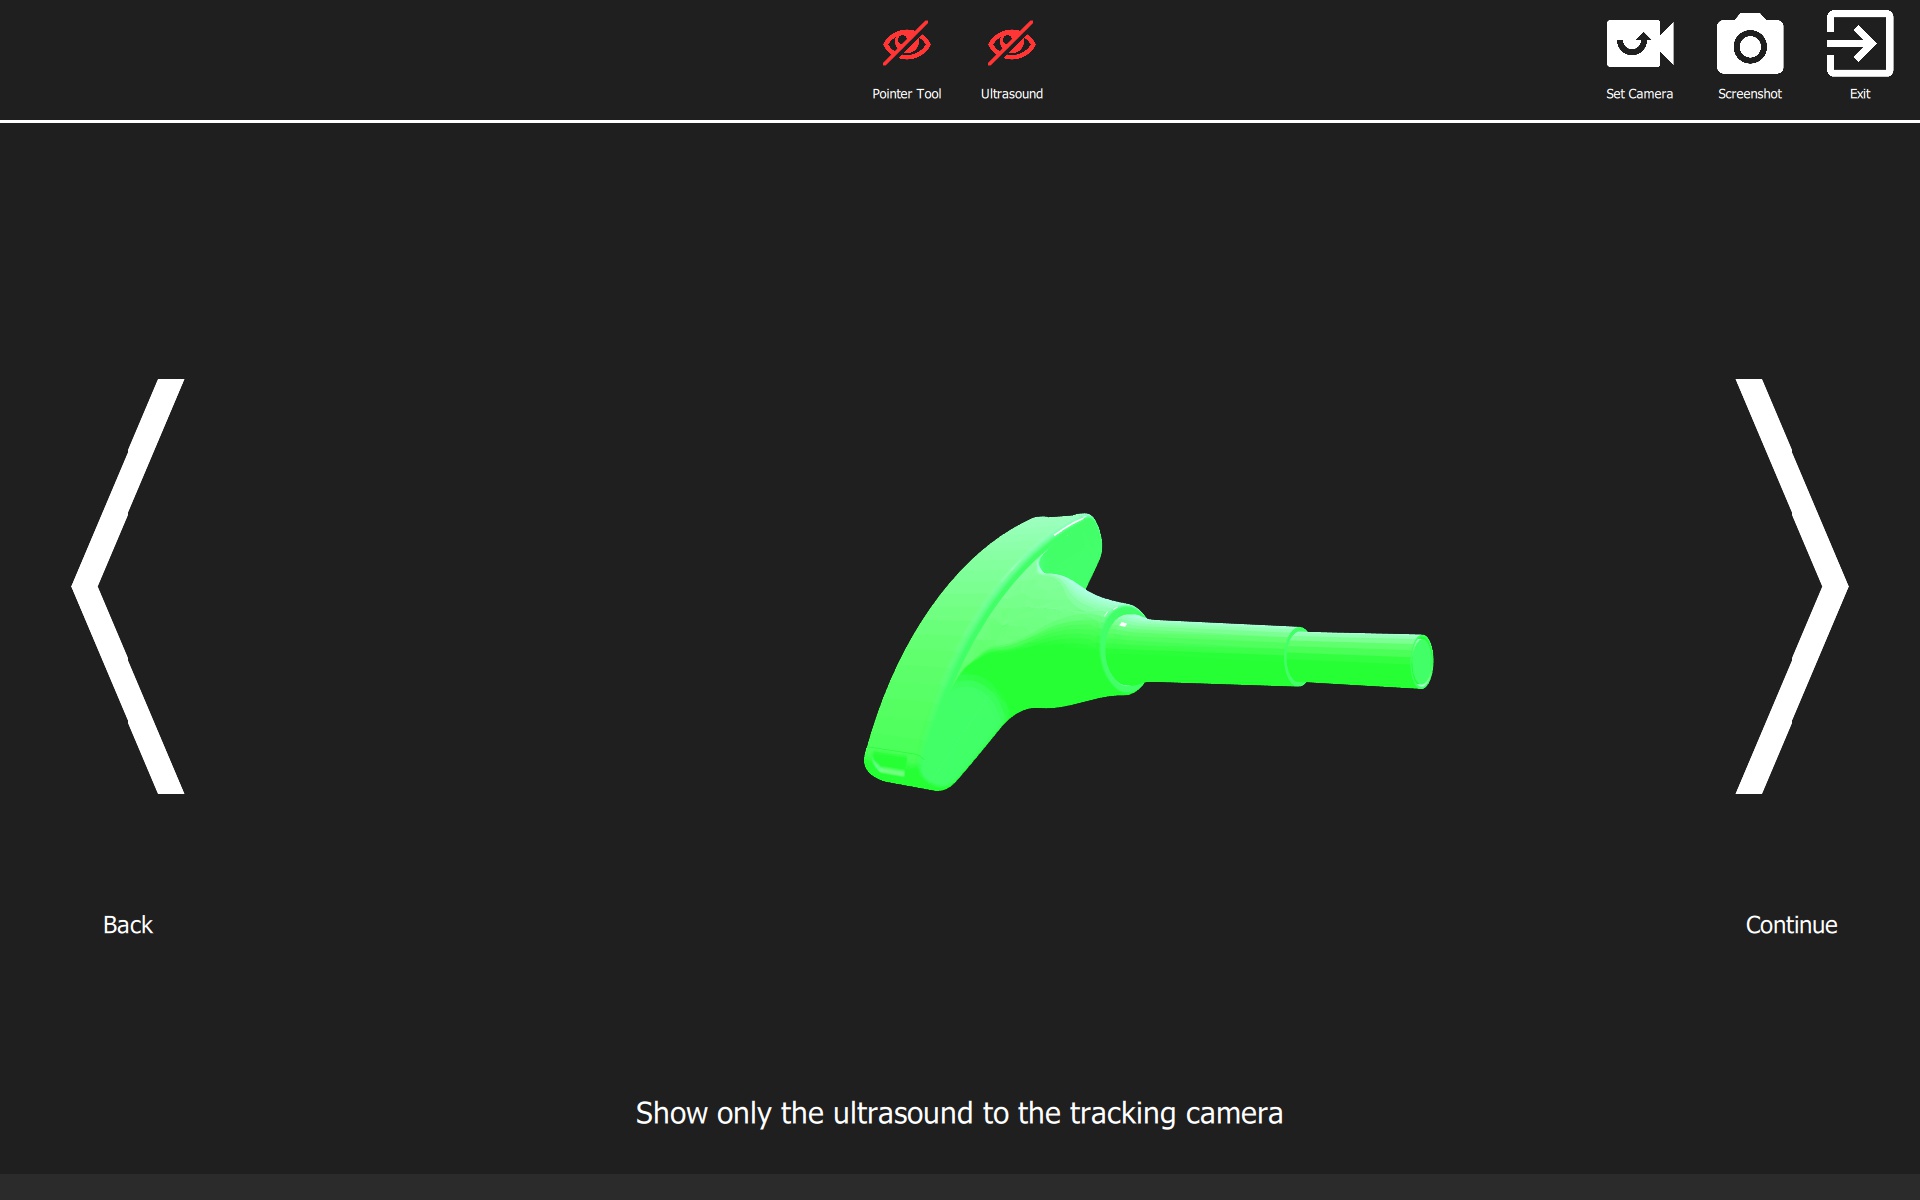 Pointer Tool
Ultrasound
Set Camera
Screenshot
Exit
Back
Continue
Show only the ultrasound to the tracking camera